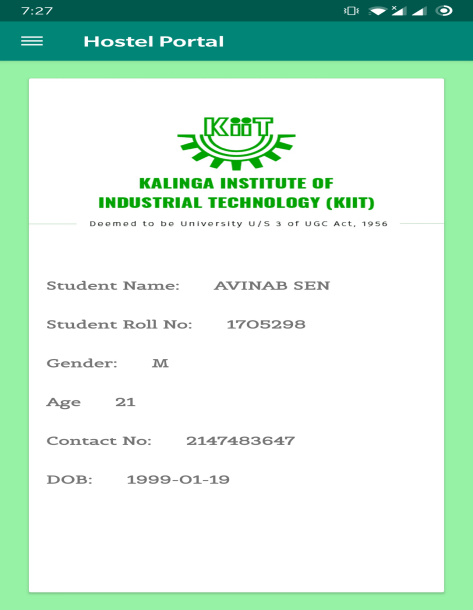 7:27
Hostel Portal
KiiT
KALINGA INSTITUTE OF
INDUSTRIAL TECHNOLOGY (KIIT)
Deemed to be University U/S 3 of UGC Act, 1956
Student Name: AVINAB SEN
Student Roll No: 1705298
Gender: M
Age 21
Contact No: 2147483647
DOB: 1999-01-19